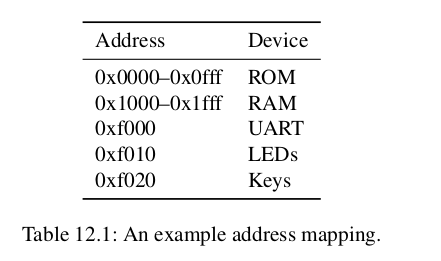 Address Device
0x0000–0x0fff ROM
0x1000–0x1fff RAM
0xf000 UART
0xf010 LEDs
0xf020 Keys
Table 12.1: An example address mapping.